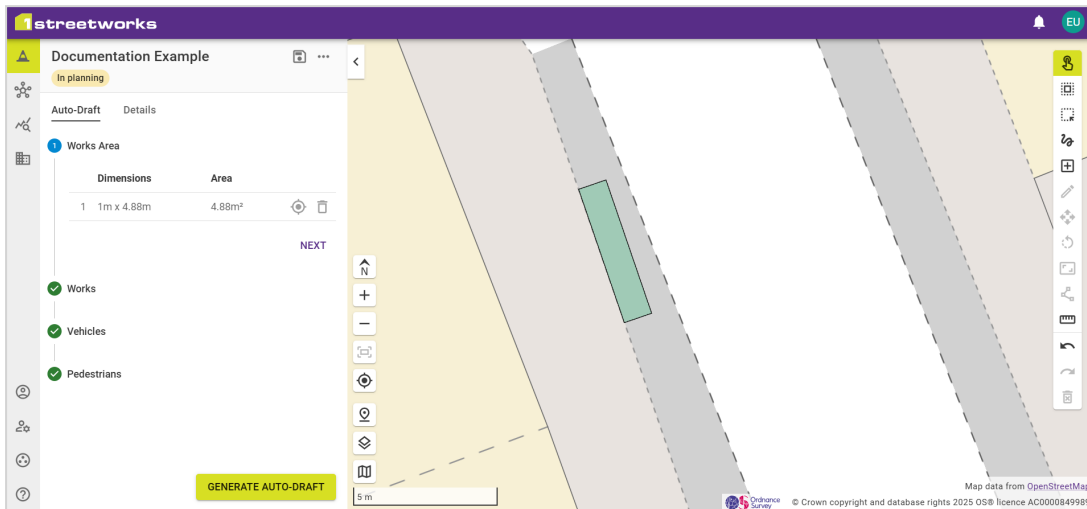 1streetworks
EU
Documentation Example
In planning
Auto-Draft Details
1 Works Area
Dimensions Area
1 1m x 4.88m 4.88m²
NEXT
Works
Vehicles
Pedestrians
GENERATE AUTO-DRAFT
N
5 m
Map data from OpenStreetMap
OS Ordnance Survey © Crown copyright and database rights 2025 OS® licence AC0000849989